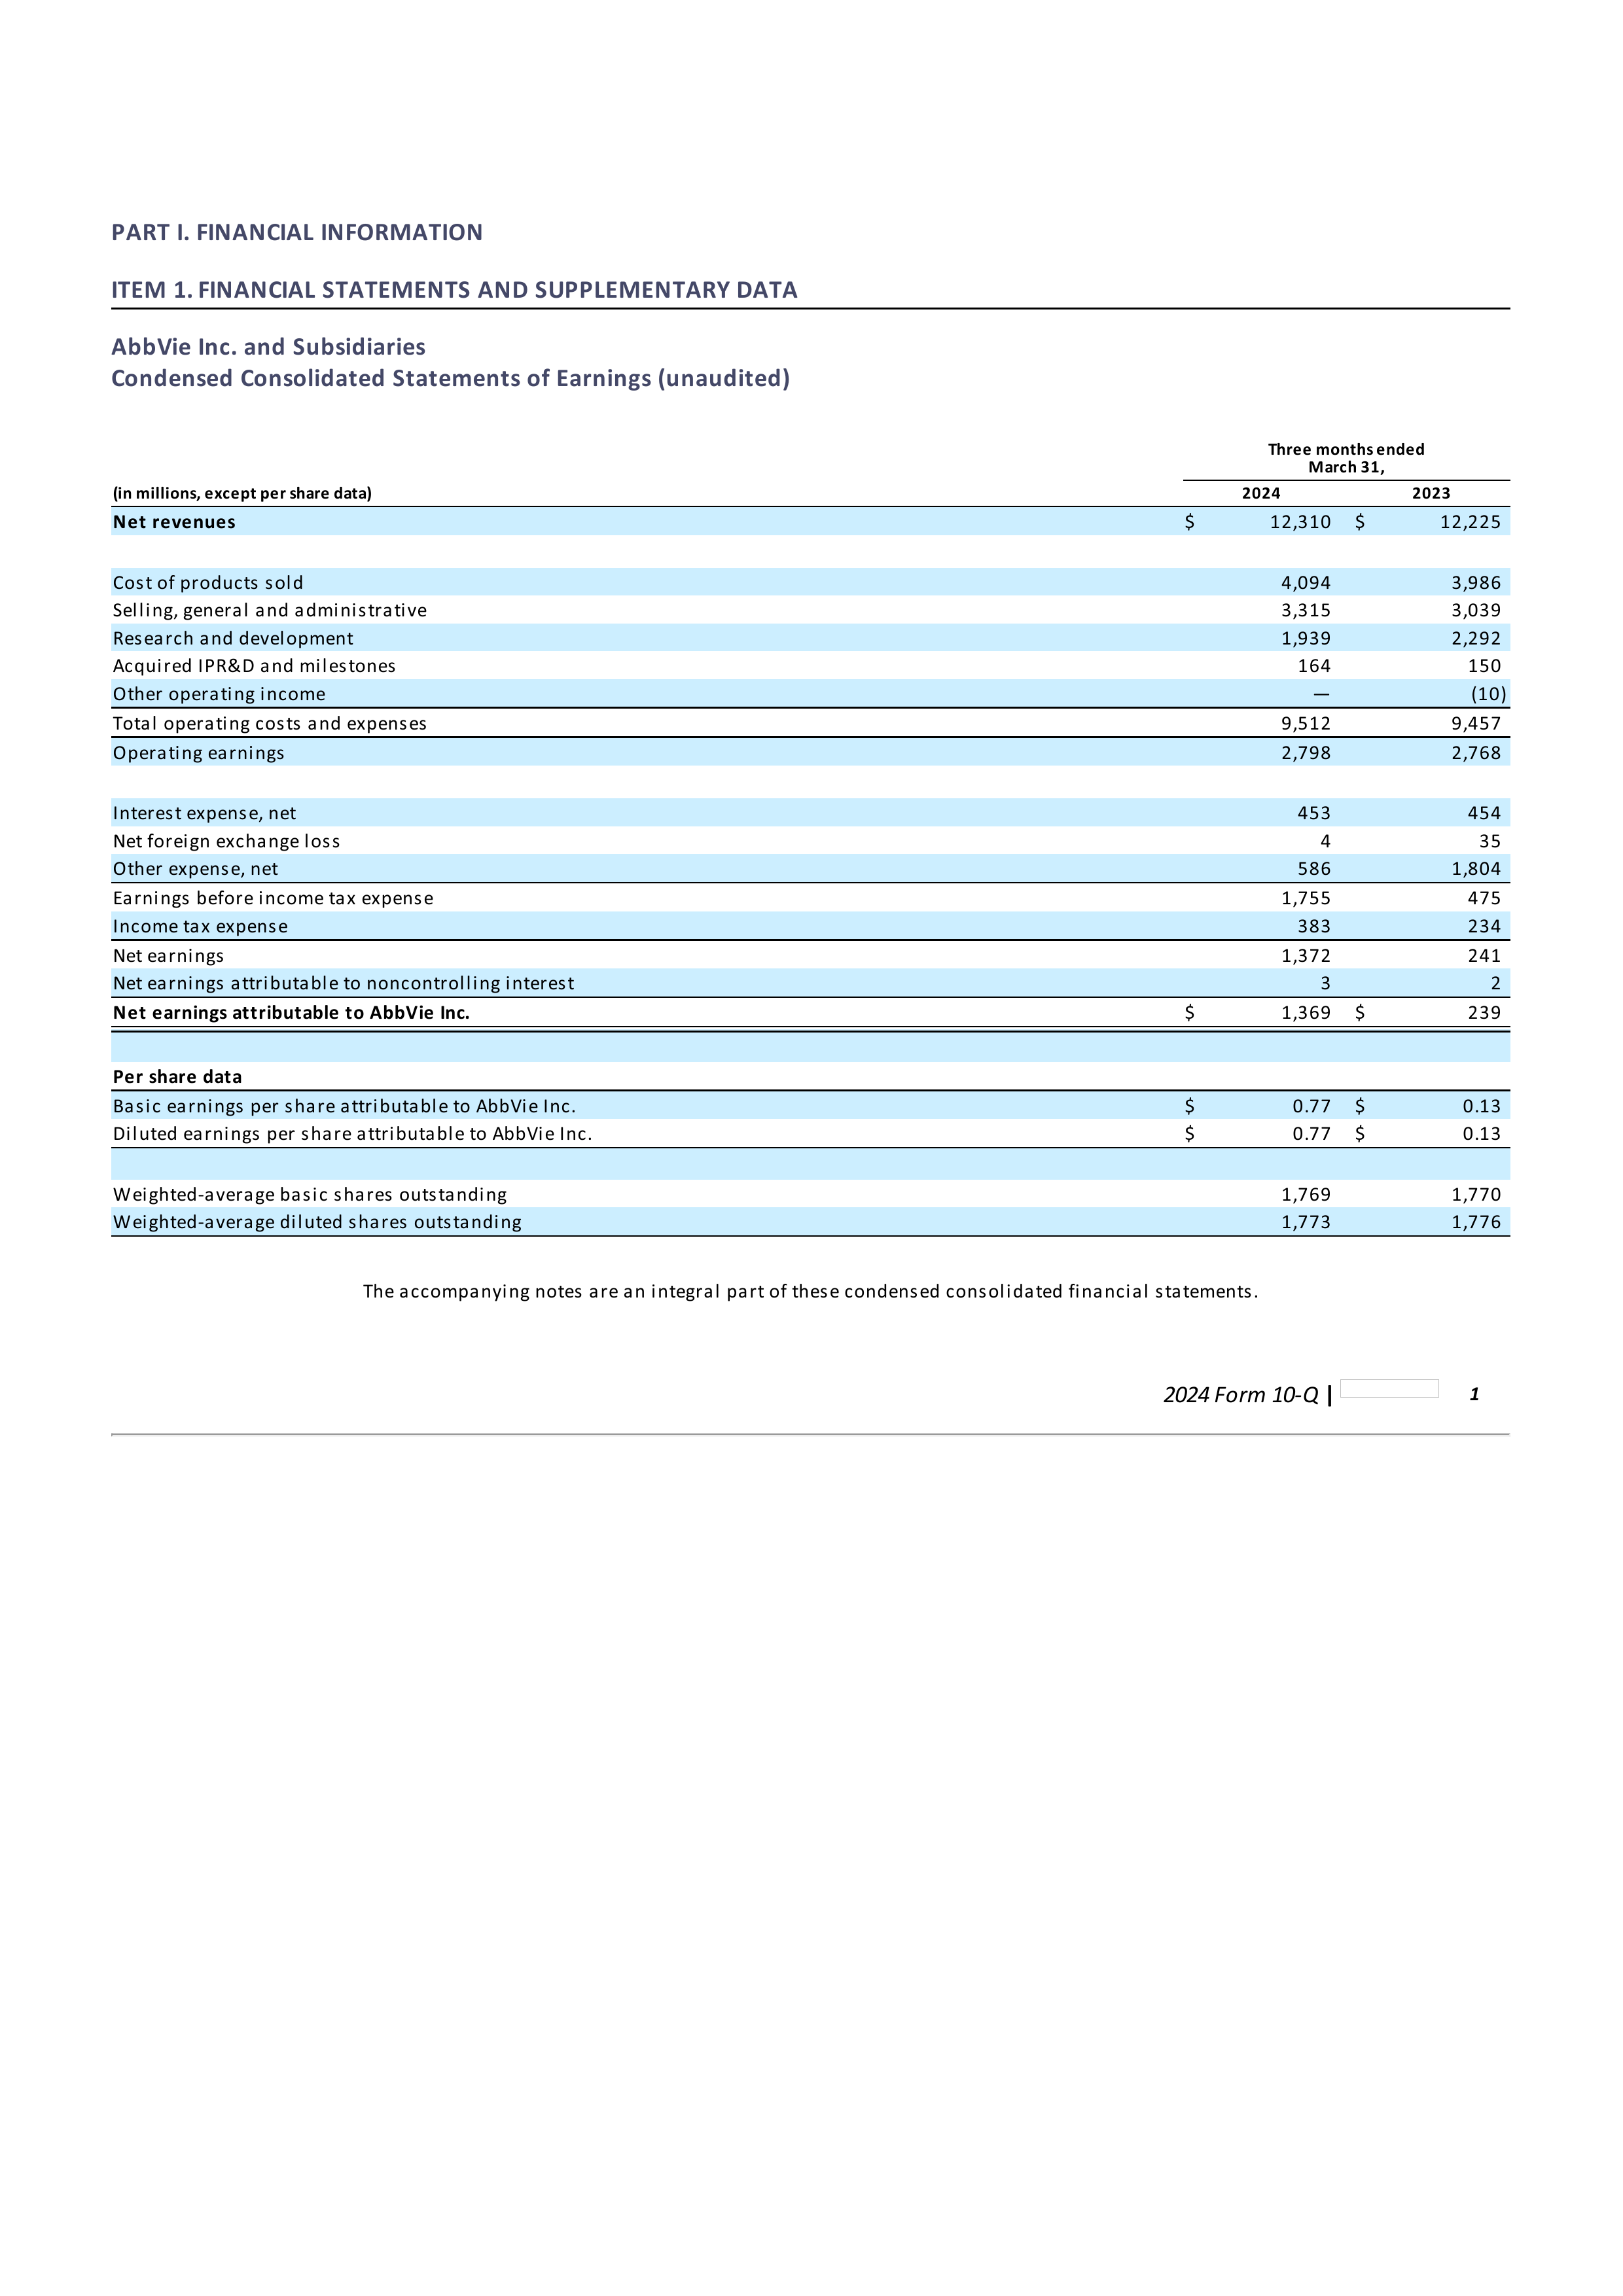 PART I. FINANCIAL INFORMATION
ITEM 1. FINANCIAL STATEMENTS AND SUPPLEMENTARY DATA
AbbVie Inc. and Subsidiaries
Condensed Consolidated Statements of Earnings (unaudited)
Three months ended
March 31,
(in millions, except per share data) 2024 2023
Net revenues $ 12,310 $ 12,225
Cost of products sold 4,094 3,986
Selling, general and administrative 3,315 3,039
Research and development 1,939 2,292
Acquired IPR&D and milestones 164 150
Other operating income — (10)
Total operating costs and expenses 9,512 9,457
Operating earnings 2,798 2,768
Interest expense, net 453 454
Net foreign exchange loss 4 35
Other expense, net 586 1,804
Earnings before income tax expense 1,755 475
Income tax expense 383 234
Net earnings 1,372 241
Net earnings attributable to noncontrolling interest 3 2
Net earnings attributable to AbbVie Inc. $ 1,369 $ 239
Per share data
Basic earnings per share attributable to AbbVie Inc. $ 0.77 $ 0.13
Diluted earnings per share attributable to AbbVie Inc. $ 0.77 $ 0.13
Weighted-average basic shares outstanding 1,769 1,770
Weighted-average diluted shares outstanding 1,773 1,776
The accompanying notes are an integral part of these condensed consolidated financial statements.
2024 Form 10-Q | 1